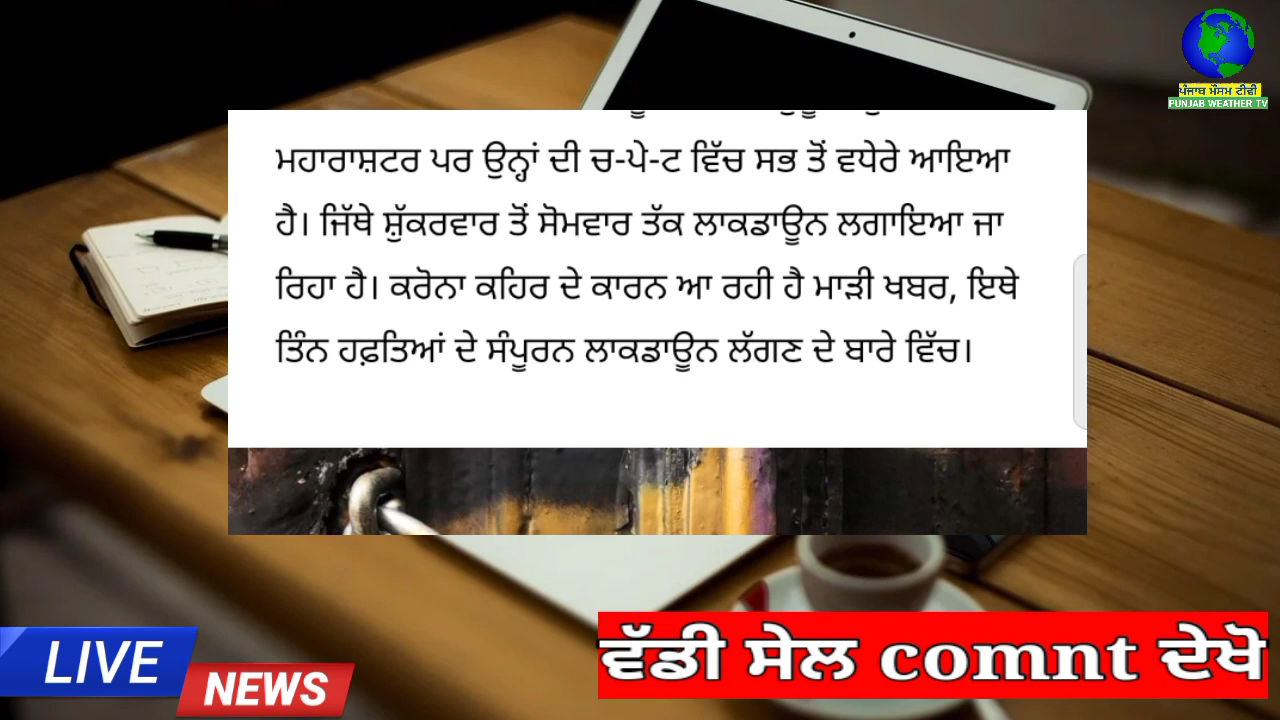 ਪੰਜਾਬ ਮੌਸਮ ਟੀਵੀ
PUNJAB WEATHER TV
ਮਹਾਰਾਸ਼ਟਰ ਪਰ ਉਨ੍ਹਾਂ ਦੀ ਚ-ਪੇ-ਟ ਵਿੱਚ ਸਭ ਤੋਂ ਵਧੇਰੇ ਆਇਆ
ਹੈ। ਜਿੱਥੇ ਸ਼ੁੱਕਰਵਾਰ ਤੋਂ ਸੋਮਵਾਰ ਤੱਕ ਲਾਕਡਾਊਨ ਲਗਾਇਆ ਜਾ
ਰਿਹਾ ਹੈ। ਕਰੋਨਾ ਕਹਿਰ ਦੇ ਕਾਰਨ ਆ ਰਹੀ ਹੈ ਮਾੜੀ ਖਬਰ, ਇਥੇ
ਤਿੰਨ ਹਫ਼ਤਿਆਂ ਦੇ ਸੰਪੂਰਨ ਲਾਕਡਾਊਨ ਲੱਗਣ ਦੇ ਬਾਰੇ ਵਿੱਚ।
ਵੱਡੀ ਸੇਲ comnt ਦੇਖੋ
LIVE
NEWS